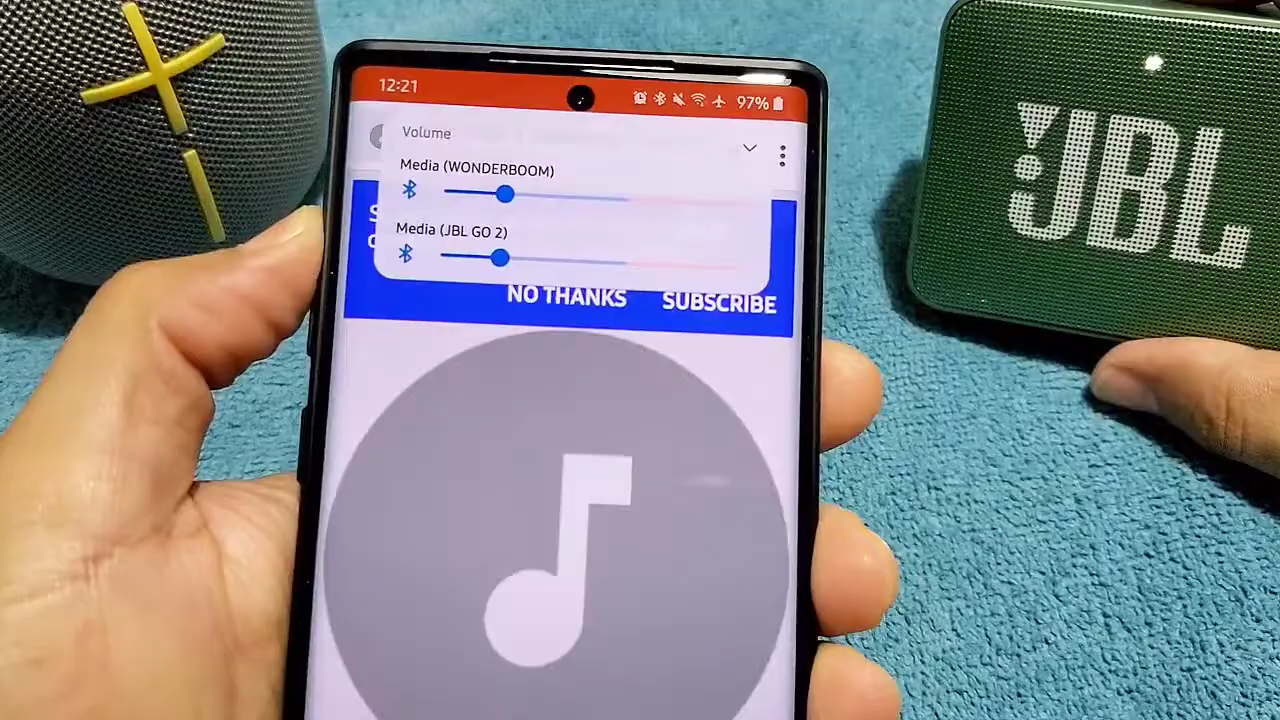 12:21
97%
Volume
Media (WONDERBOOM)
Media (JBL GO 2)
NO THANKS
SUBSCRIBE
JBL